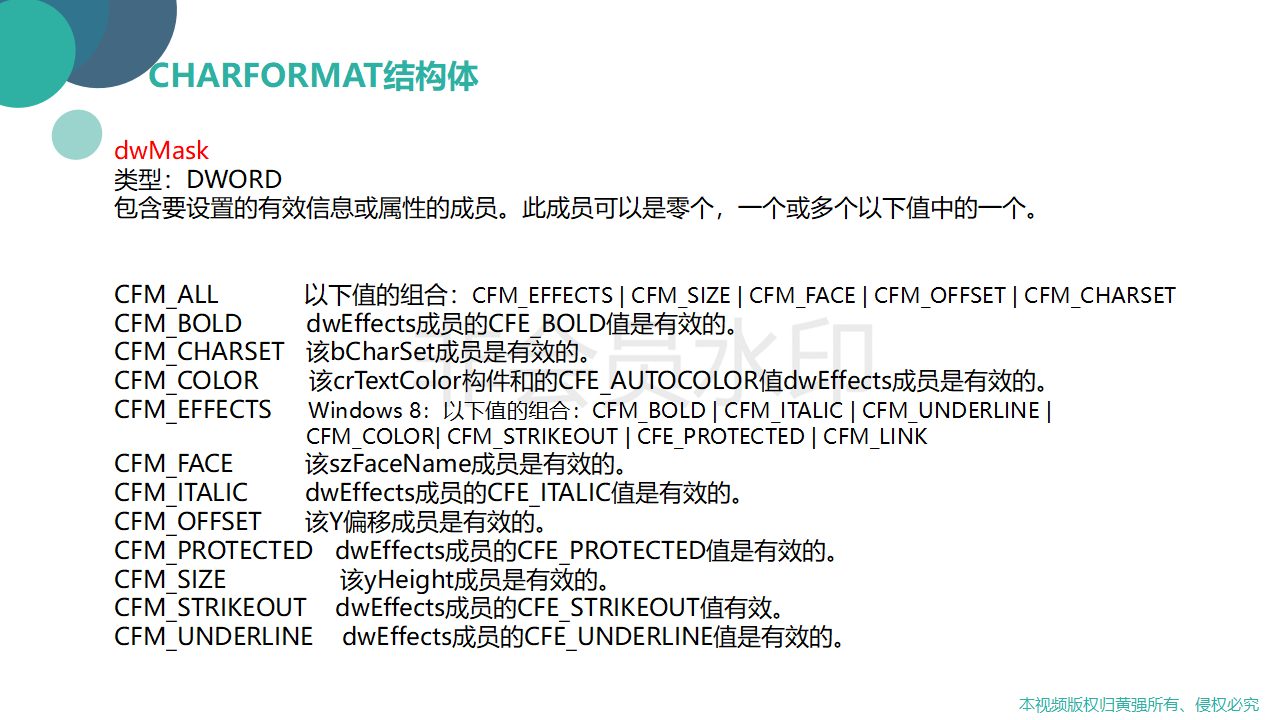 CHARFORMAT结构体
dwMask
类型：DWORD
包含要设置的有效信息或属性的成员。此成员可以是零个，一个或多个以下值中的一个。
CFM_ALL 以下值的组合：CFM_EFFECTS | CFM_SIZE | CFM_FACE | CFM_OFFSET | CFM_CHARSET
CFM_BOLD dwEffects成员的CFE_BOLD值是有效的。
CFM_CHARSET 该bCharSet成员是有效的。
CFM_COLOR 该crTextColor构件和的CFE_AUTOCOLOR值dwEffects成员是有效的。
CFM_EFFECTS Windows 8：以下值的组合：CFM_BOLD | CFM_ITALIC | CFM_UNDERLINE |
CFM_COLOR| CFM_STRIKEOUT | CFE_PROTECTED | CFM_LINK
CFM_FACE 该szFaceName成员是有效的。
CFM_ITALIC dwEffects成员的CFE_ITALIC值是有效的。
CFM_OFFSET 该Y偏移成员是有效的。
CFM_PROTECTED dwEffects成员的CFE_PROTECTED值是有效的。
CFM_SIZE 该yHeight成员是有效的。
CFM_STRIKEOUT dwEffects成员的CFE_STRIKEOUT值有效。
CFM_UNDERLINE dwEffects成员的CFE_UNDERLINE值是有效的。
非会员水印
本视频版权归黄强所有、侵权必究